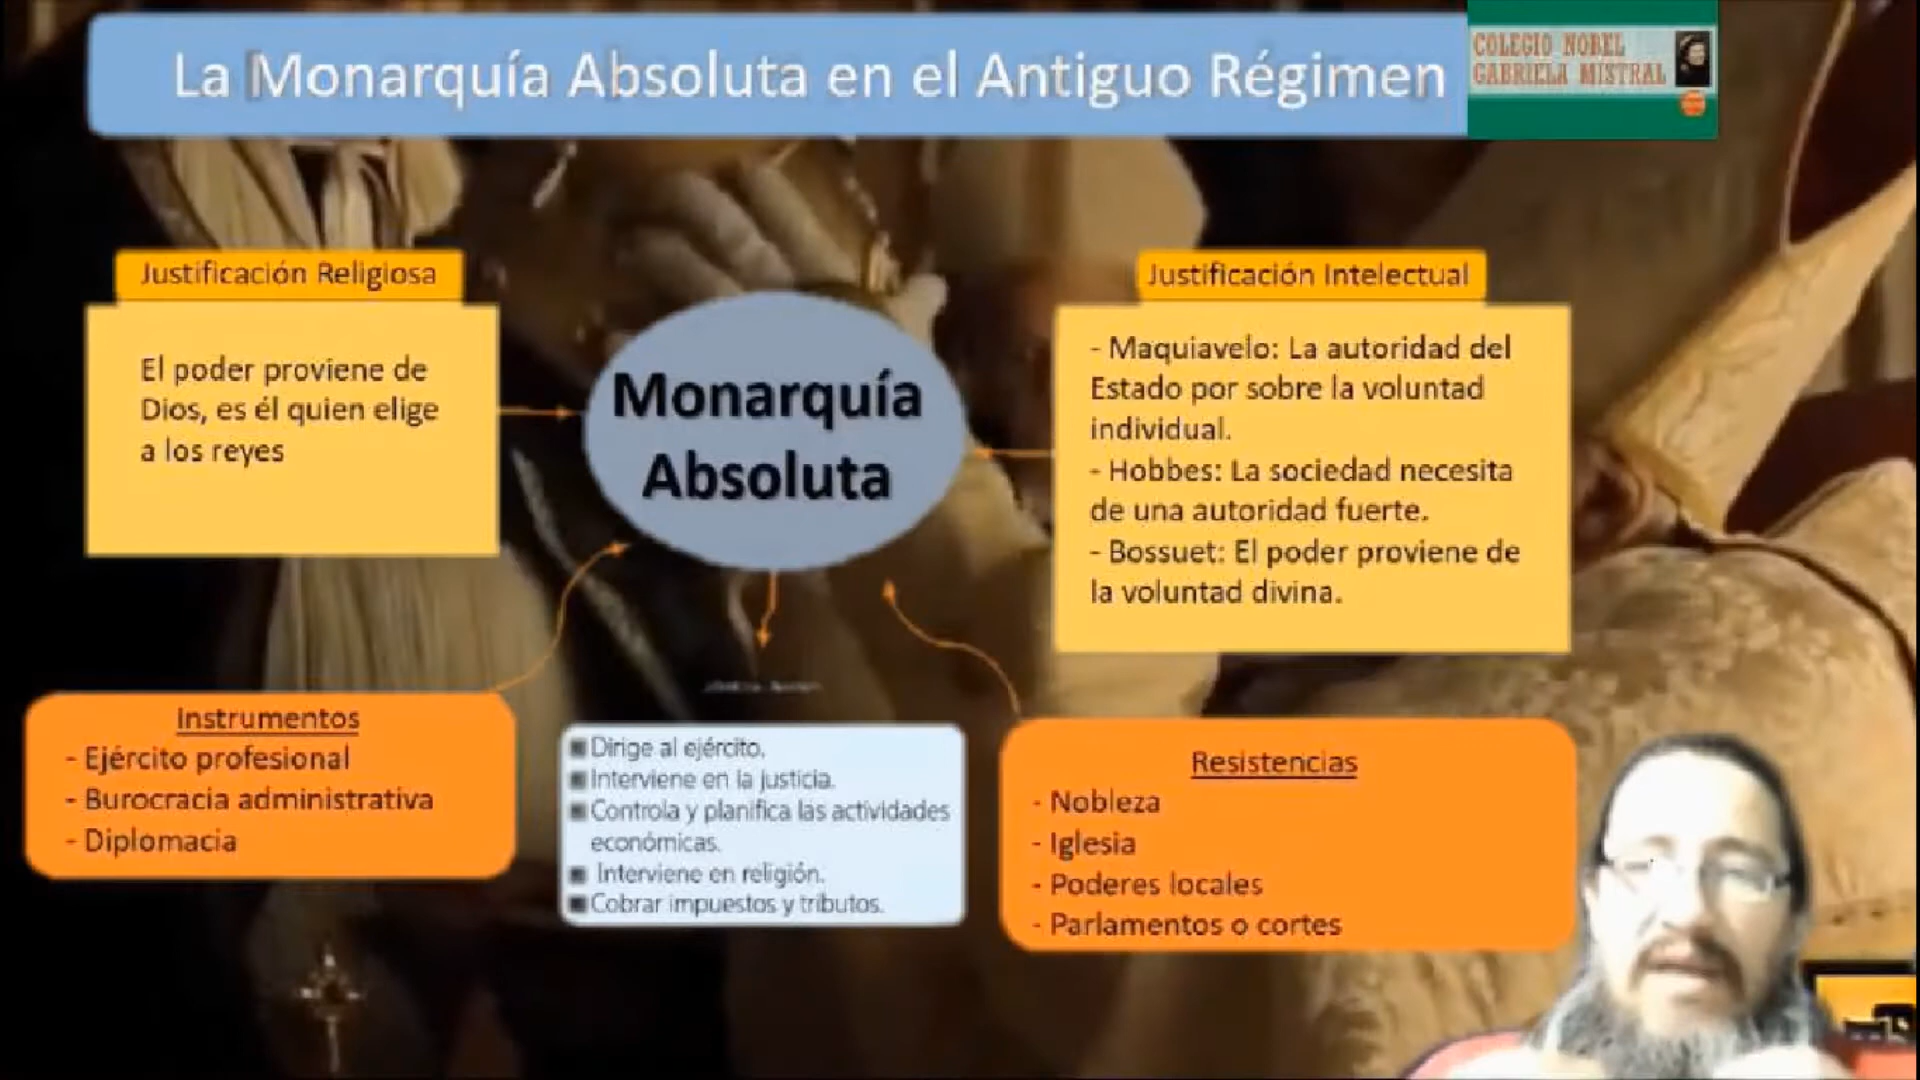 La Monarquía Absoluta en el Antiguo Régimen
COLEGIO NOBEL
GABRIELA MISTRAL
Justificación Religiosa
El poder proviene de
Dios, es él quien elige
a los reyes
Monarquía
Absoluta
Justificación Intelectual
- Maquiavelo: La autoridad del
Estado por sobre la voluntad
individual.
- Hobbes: La sociedad necesita
de una autoridad fuerte.
- Bossuet: El poder proviene de
la voluntad divina.
Instrumentos
- Ejército profesional
- Burocracia administrativa
- Diplomacia
Dirige al ejército.
Interviene en la justicia.
Controla y planifica las actividades
económicas.
Interviene en religión.
Cobrar impuestos y tributos.
Resistencias
- Nobleza
- Iglesia
- Poderes locales
- Parlamentos o cortes